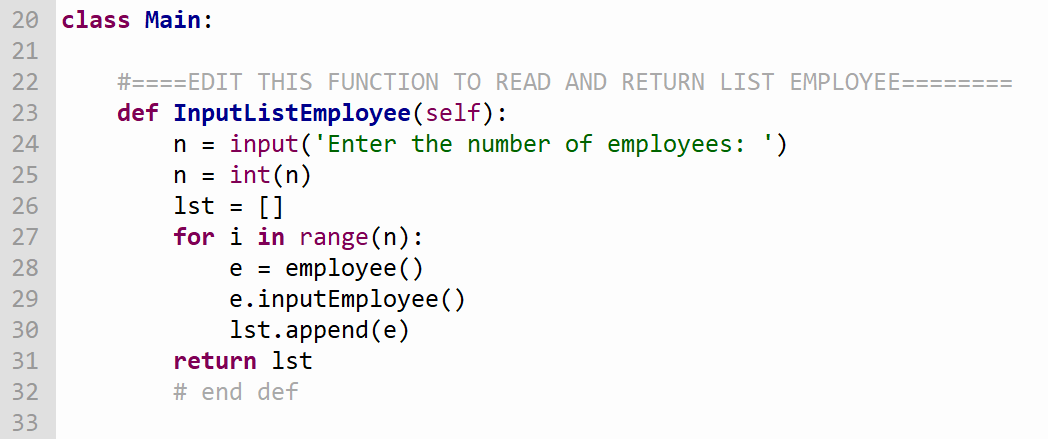 20 class Main:
21
22     #====EDIT THIS FUNCTION TO READ AND RETURN LIST EMPLOYEE========
23     def InputListEmployee(self):
24         n = input('Enter the number of employees: ')
25         n = int(n)
26         lst = []
27         for i in range(n):
28             e = employee()
29             e.inputEmployee()
30             lst.append(e)
31         return lst
32         # end def
33